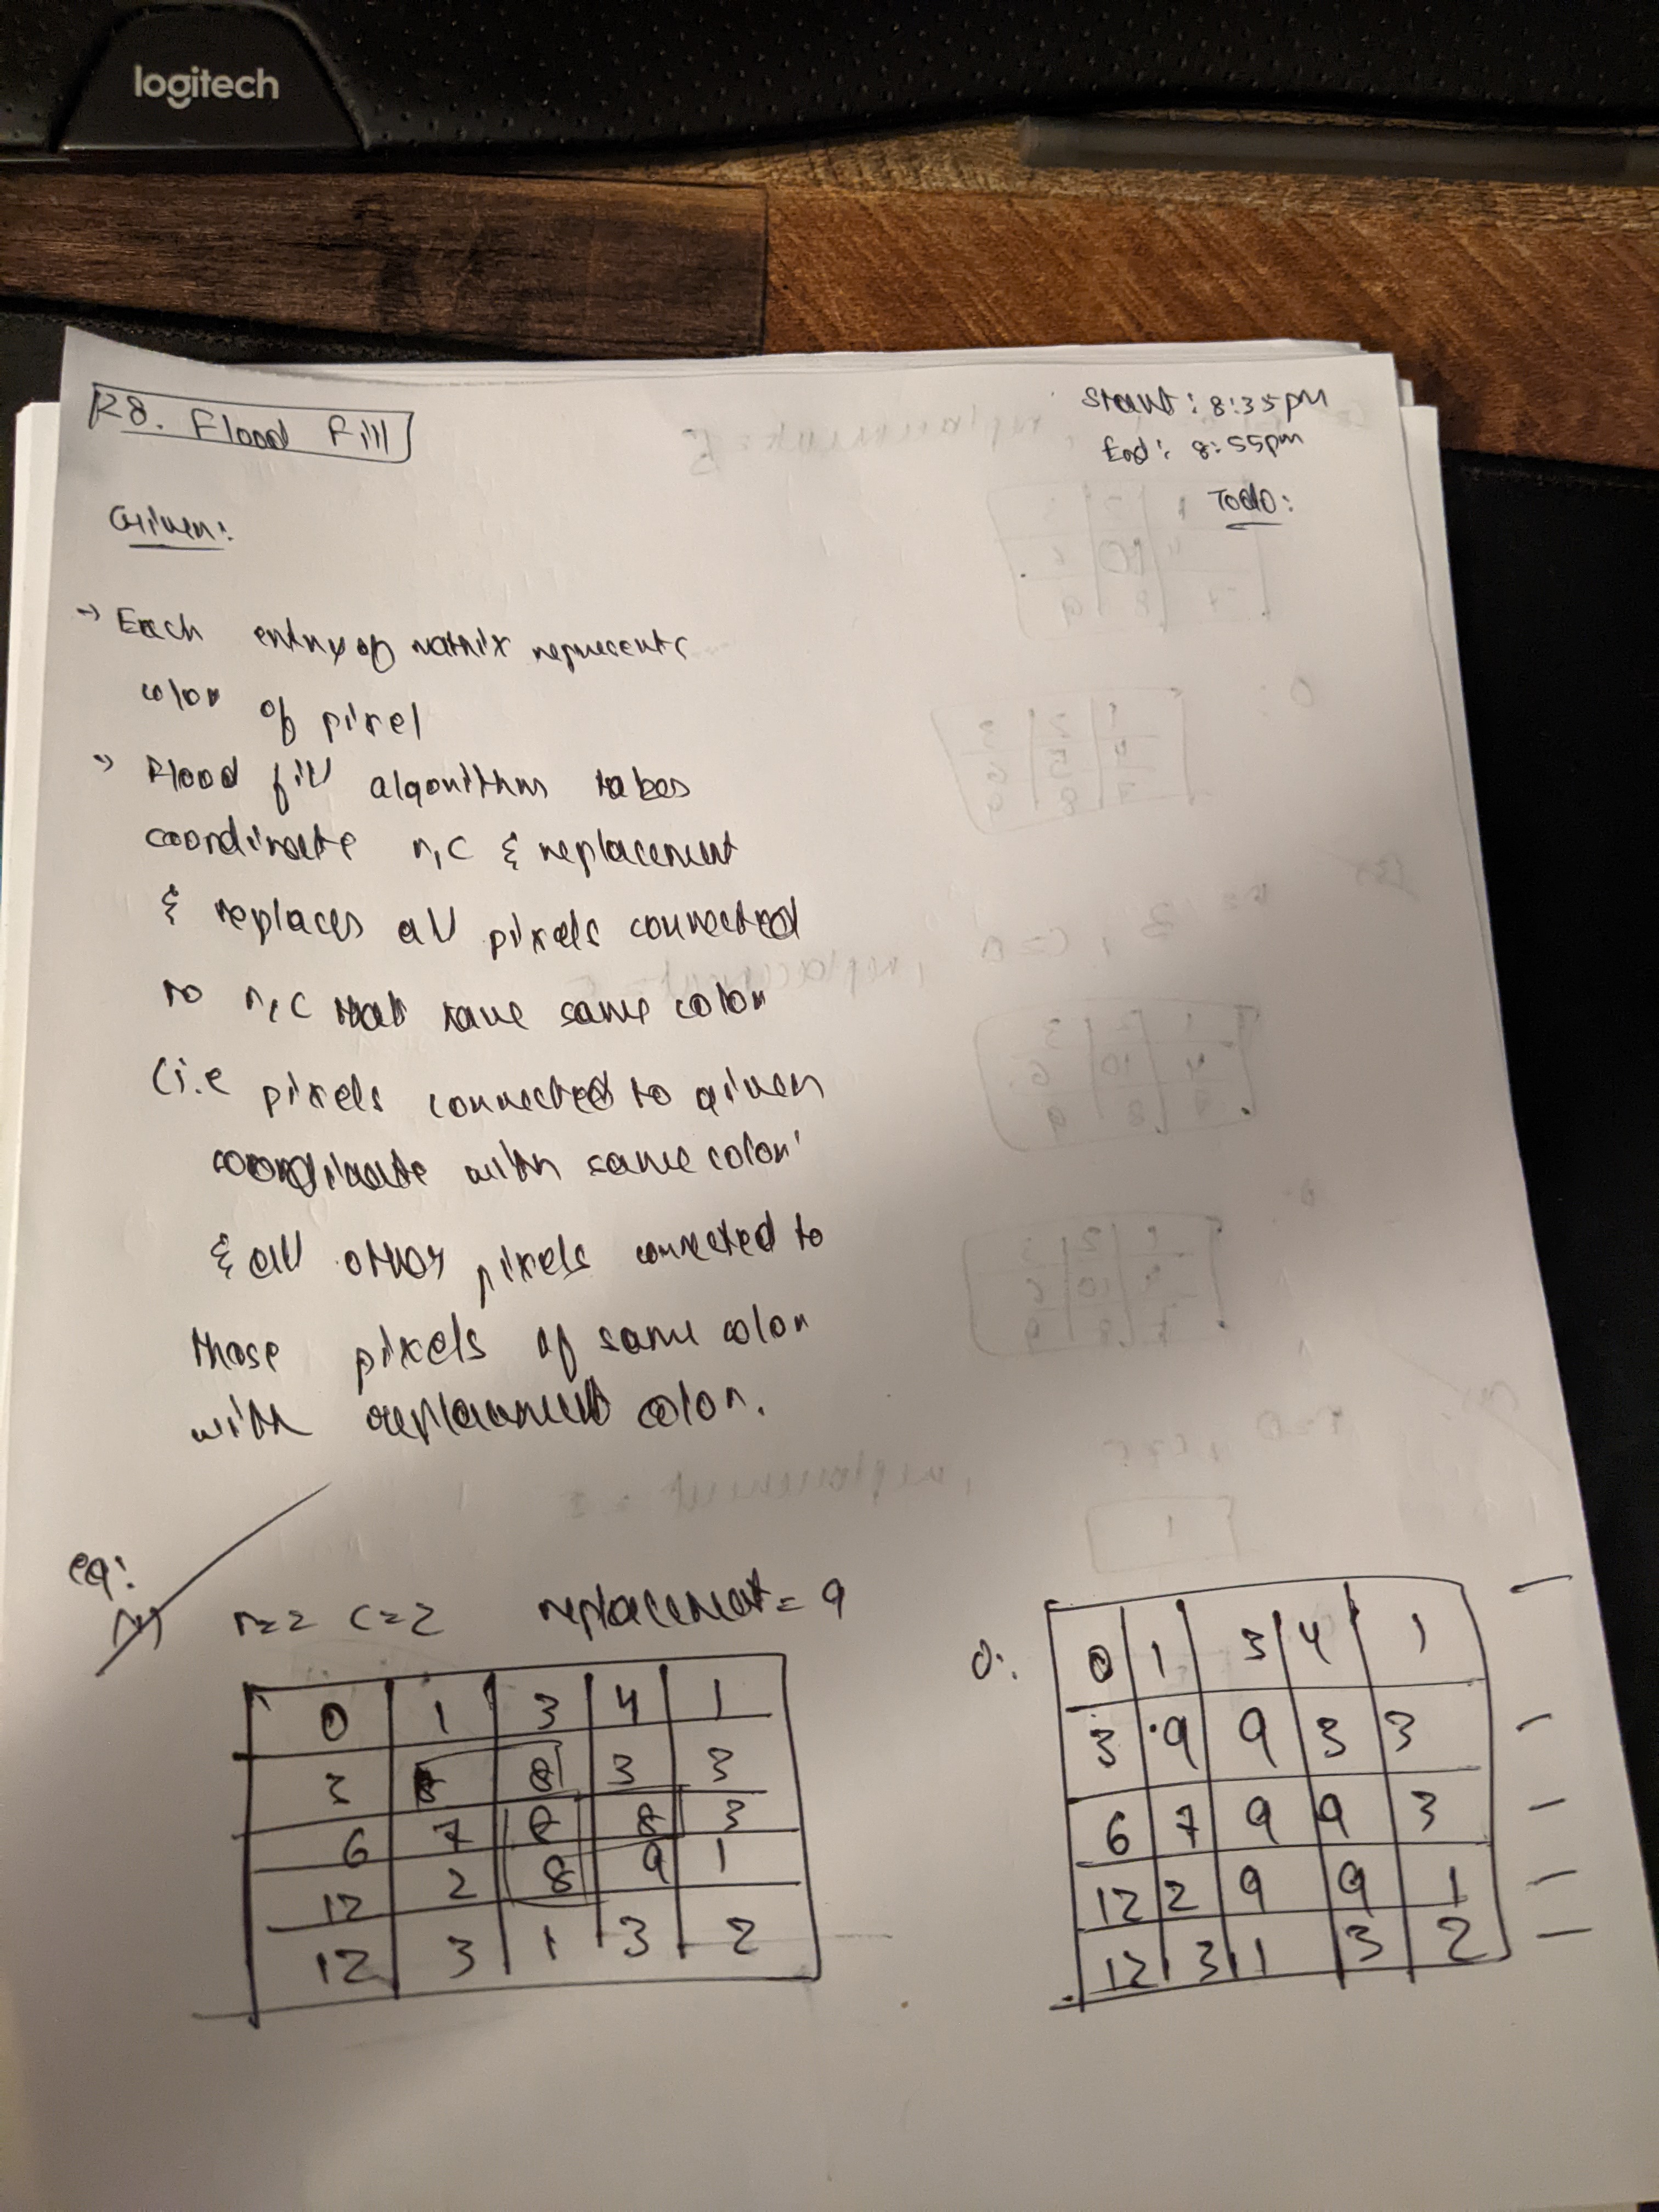 logitech
R8. Flood Fill
Start: 8:35pm
End: 8:55pm
Todo:
Given:
→ Each entry of matrix represents
color of pixel
→ Flood fill algorithm takes
coordinate r,c & replacement
& replaces all pixels connected
to r,c that have same color
(i.e pixels connected to given
coordinate with same color
& all other pixels connected to
those pixels of same color
with replacement color.
eg:
1)
r=2 c=2 replacement = 9
0 1 3 4 1
3 8 8 3 3
6 7 8 8 3
12 2 8 9 1
12 3 1 3 2
O:
0 1 3 4 1
3 9 9 3 3
6 7 9 9 3
12 2 9 9 1
12 3 1 3 2